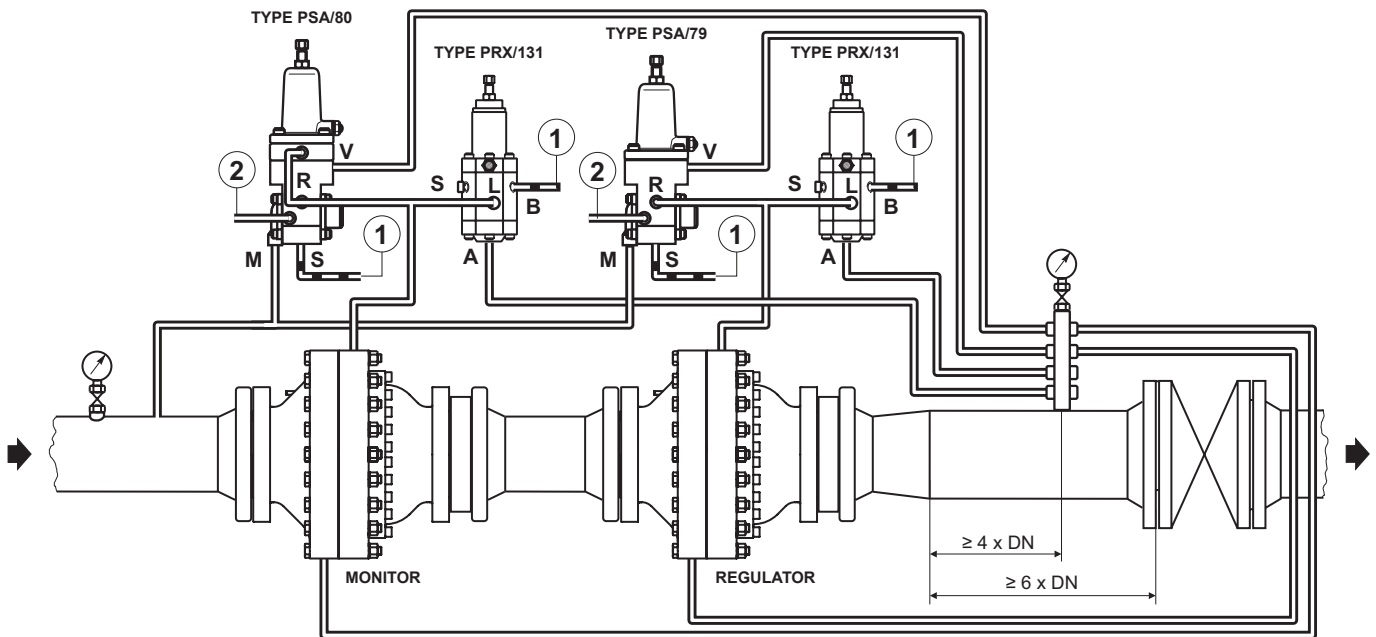 TYPE PSA/80
TYPE PRX/131
TYPE PSA/79
TYPE PRX/131
1
1
V
V
2
2
R
S
L
B
R
S
L
B
1
1
M
S
A
M
S
A
MONITOR
REGULATOR
≥ 4 x DN
≥ 6 x DN